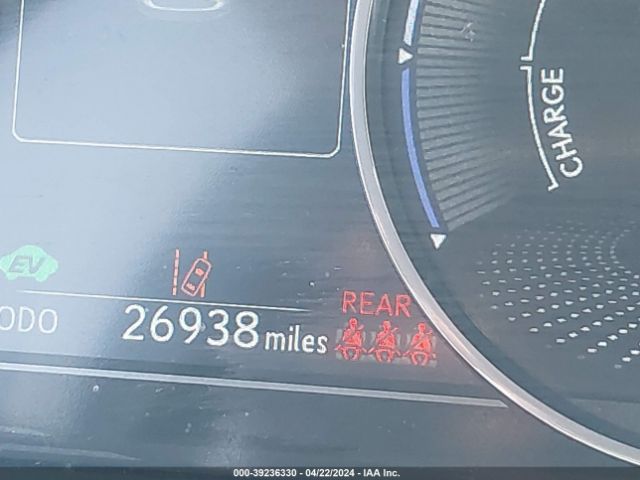 CHARGE
EV
REAR
ODO 26938 miles
000-39236330 - 04/22/2024 - IAA Inc.